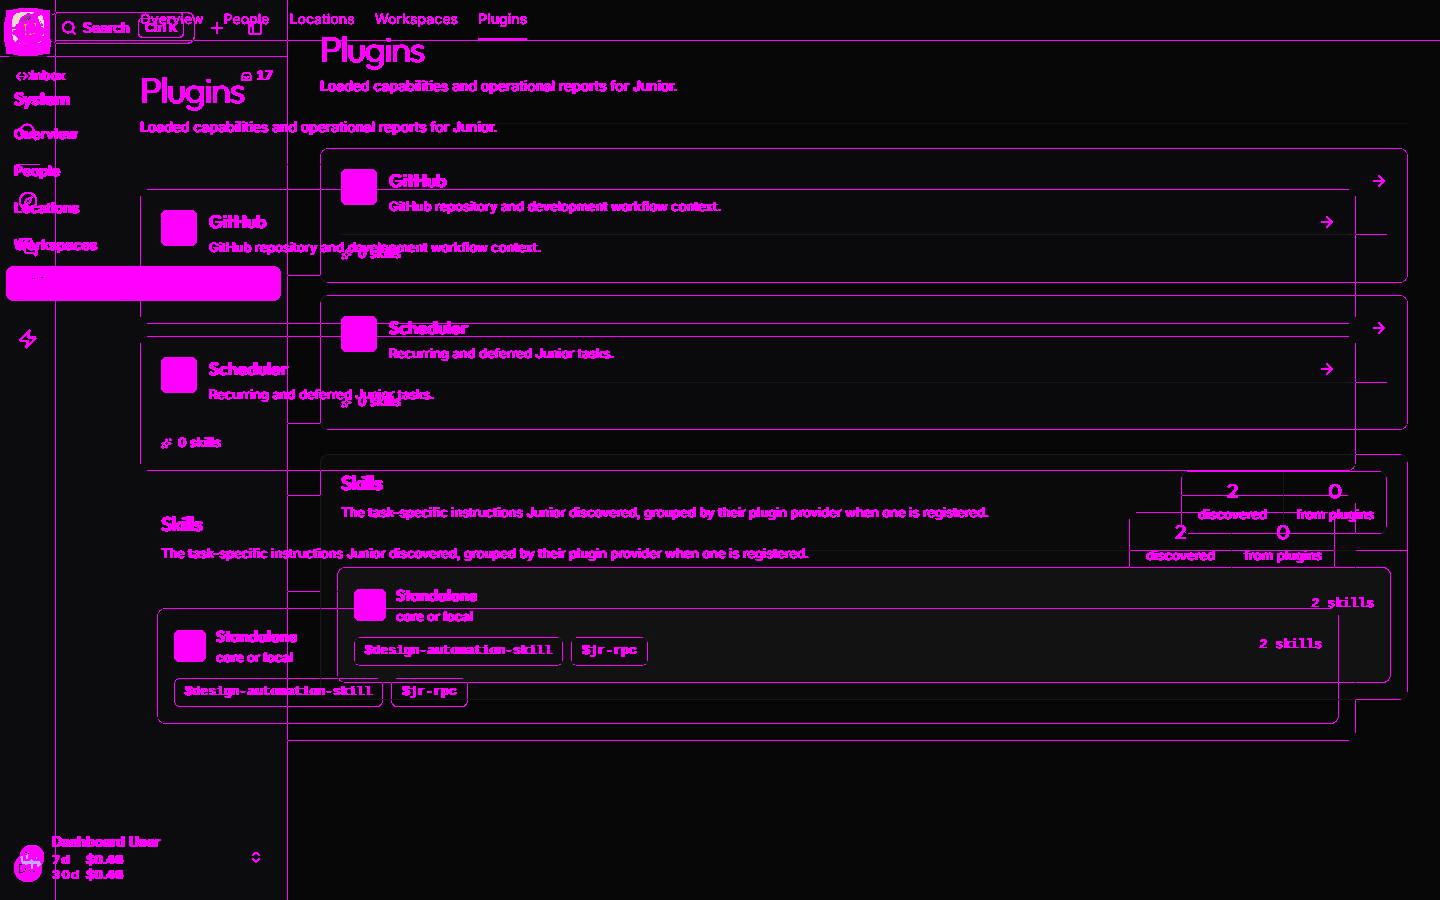 Overview People Locations Workspaces Plugins
Search Ctrl K
Plugins
Inbox 17
Loaded capabilities and operational reports for Junior.
System
Plugins
Loaded capabilities and operational reports for Junior.
Overview
People
Locations
Workspaces
GitHub
GitHub repository and development workflow context.
0 skills
GitHub
GitHub repository and development workflow context.
Scheduler
Recurring and deferred Junior tasks.
0 skills
Scheduler
Recurring and deferred Junior tasks.
0 skills
Skills
The task-specific instructions Junior discovered, grouped by their plugin provider when one is registered.
2 0
discovered from plugins
Skills
The task-specific instructions Junior discovered, grouped by their plugin provider when one is registered.
2 0
discovered from plugins
Standalone
core or local
2 skills
$design-automation-skill $jr-rpc
Standalone
core or local
2 skills
$design-automation-skill $jr-rpc
Dashboard User
7d $0.46
30d $0.46